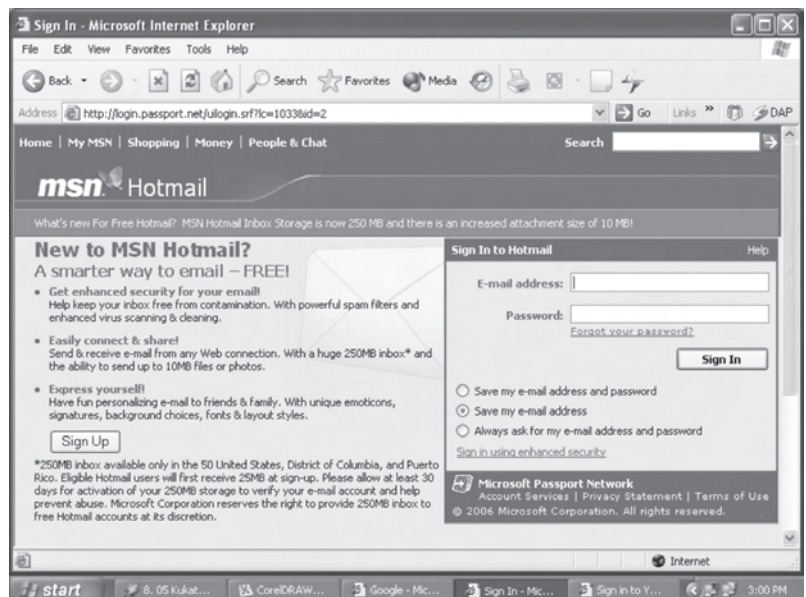 Sign In - Microsoft Internet Explorer
File Edit View Favorites Tools Help
Back Search Favorites Media
Address http://login.passport.net/uilogin.srf?lc=1033&id=2 Go Links » DAP
Home | My MSN | Shopping | Money | People & Chat Search
msn Hotmail
What's new For Free Hotmail? MSN Hotmail Inbox Storage is now 250 MB and there is an increased attachment size of 10 MB!
New to MSN Hotmail?
A smarter way to email – FREE!
• Get enhanced security for your email!
Help keep your inbox free from contamination. With powerful spam filters and
enhanced virus scanning & cleaning.
• Easily connect & share!
Send & receive e-mail from any Web connection. With a huge 250MB inbox* and
the ability to send up to 10MB files or photos.
• Express yourself!
Have fun personalizing e-mail to friends & family. With unique emoticons,
signatures, background choices, fonts & layout styles.
Sign Up
*250MB inbox available only in the 50 United States, District of Columbia, and Puerto
Rico. Eligible Hotmail users will first receive 25MB at sign-up. Please allow at least 30
days for activation of your 250MB storage to verify your e-mail account and help
prevent abuse. Microsoft Corporation reserves the right to provide 250MB inbox to
free Hotmail accounts at its discretion.
Sign In to Hotmail Help
E-mail address:
Password:
Forgot your password?
Sign In
Save my e-mail address and password
Save my e-mail address
Always ask for my e-mail address and password
Sign in using enhanced security
Microsoft Passport Network
Account Services | Privacy Statement | Terms of Use
© 2006 Microsoft Corporation. All rights reserved.
Internet
start 8. 05 Kukat... CorelDRAW... Google - Mic... Sign In - Mic... Sign in to Y... 3:00 PM